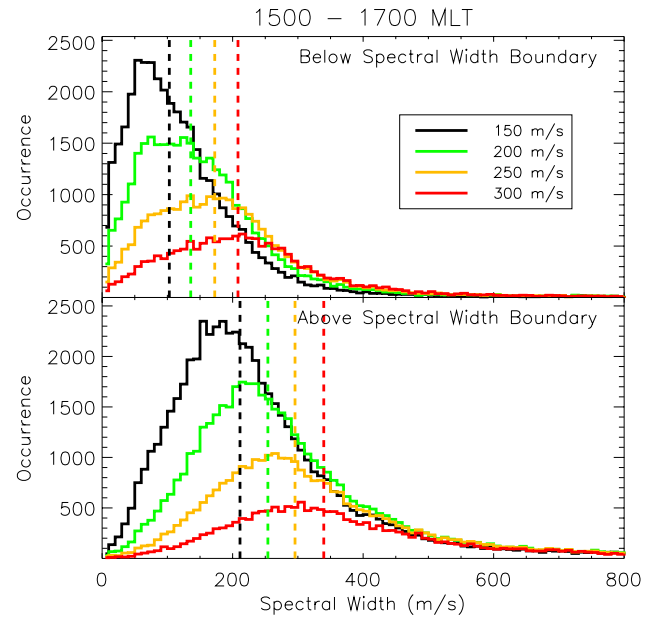 1500 – 1700 MLT
Below Spectral Width Boundary
2500
2000
1500
1000
500
Occurrence
150 m/s
200 m/s
250 m/s
300 m/s
Above Spectral Width Boundary
2500
2000
1500
1000
500
Occurrence
0
200
400
600
800
Spectral Width (m/s)